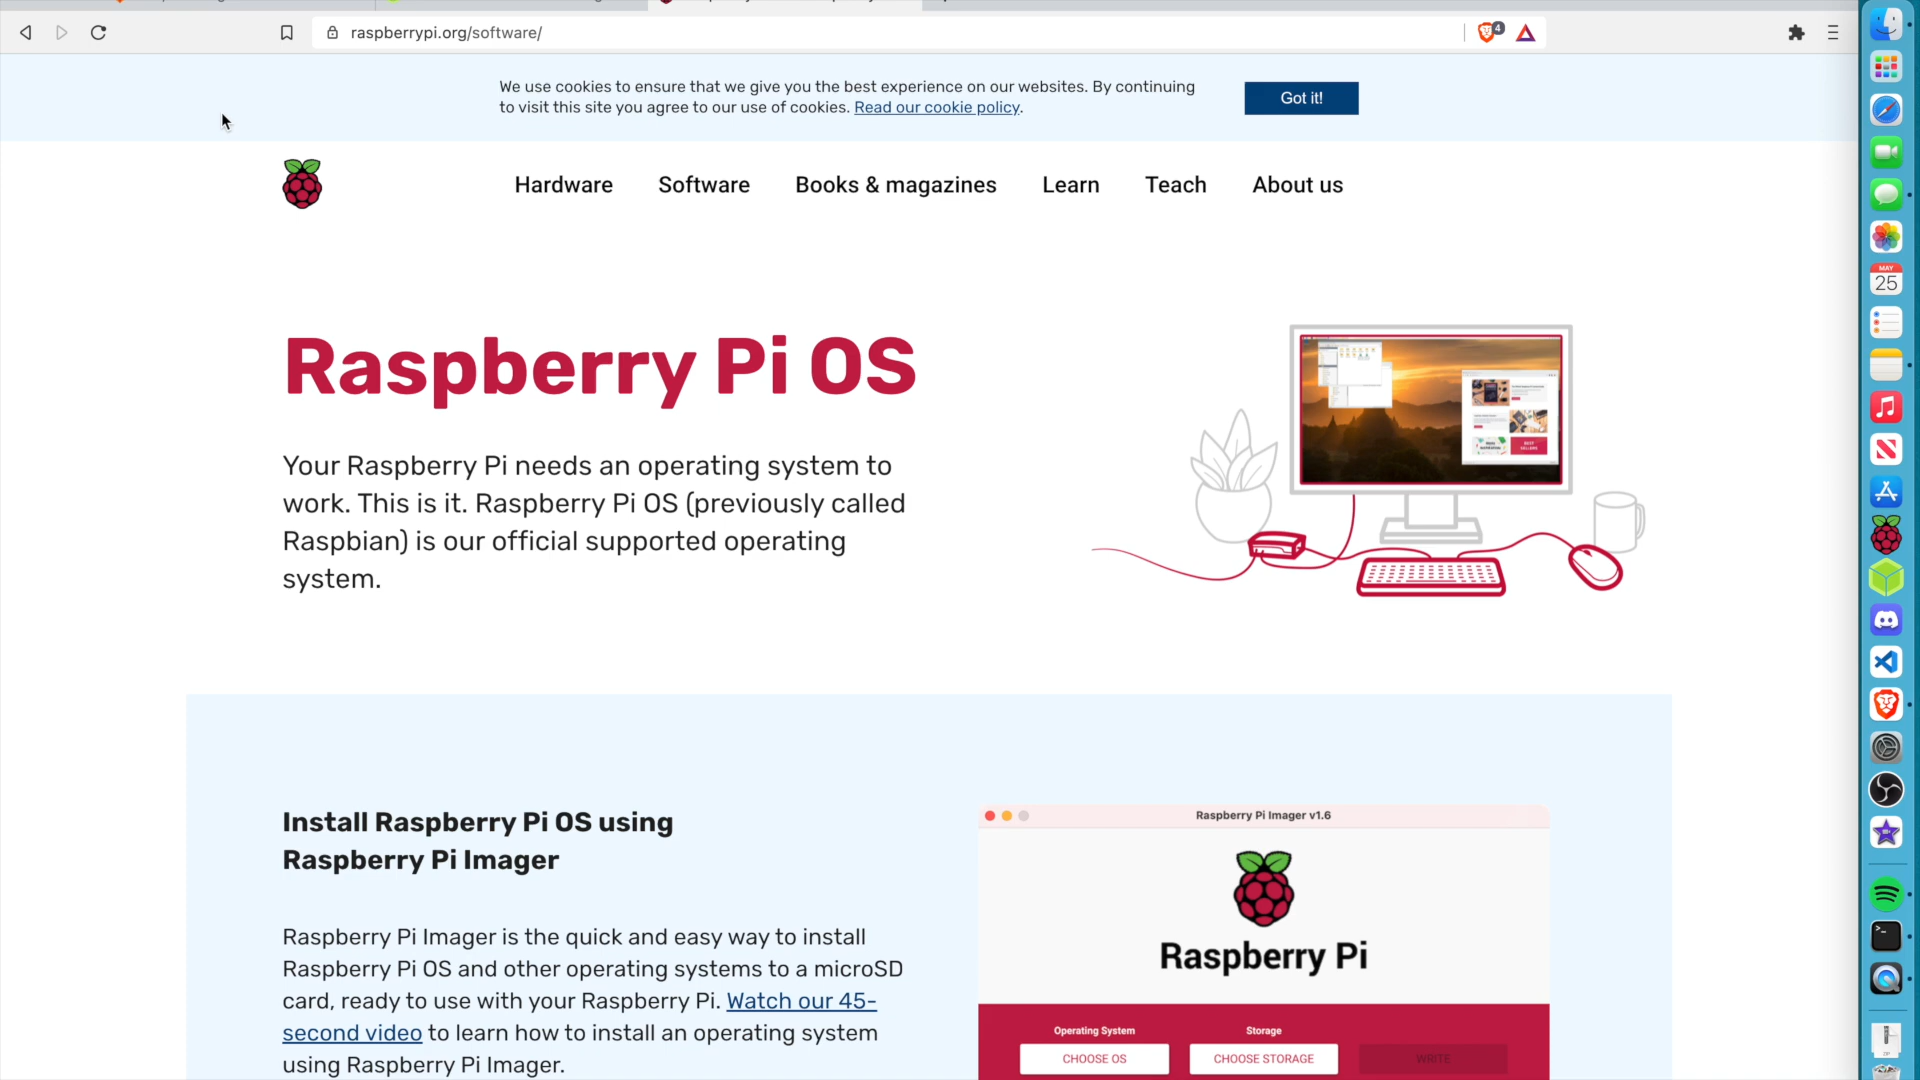 raspberrypi.org/software/
4
We use cookies to ensure that we give you the best experience on our websites. By continuing
to visit this site you agree to our use of cookies. Read our cookie policy.
Got it!
Hardware
Software
Books & magazines
Learn
Teach
About us
MAY
25
Raspberry Pi OS
Your Raspberry Pi needs an operating system to
work. This is it. Raspberry Pi OS (previously called
Raspbian) is our official supported operating
system.
Install Raspberry Pi OS using
Raspberry Pi Imager
Raspberry Pi Imager is the quick and easy way to install
Raspberry Pi OS and other operating systems to a microSD
card, ready to use with your Raspberry Pi. Watch our 45-
second video to learn how to install an operating system
using Raspberry Pi Imager.
Raspberry Pi Imager v1.6
Raspberry Pi
Operating System
Storage
CHOOSE OS
CHOOSE STORAGE
WRITE